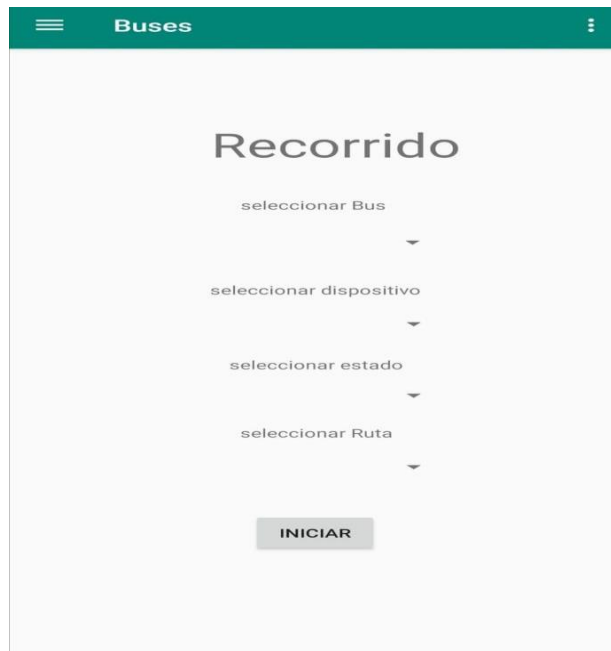 Buses
Recorrido
seleccionar Bus
seleccionar dispositivo
seleccionar estado
seleccionar Ruta
INICIAR